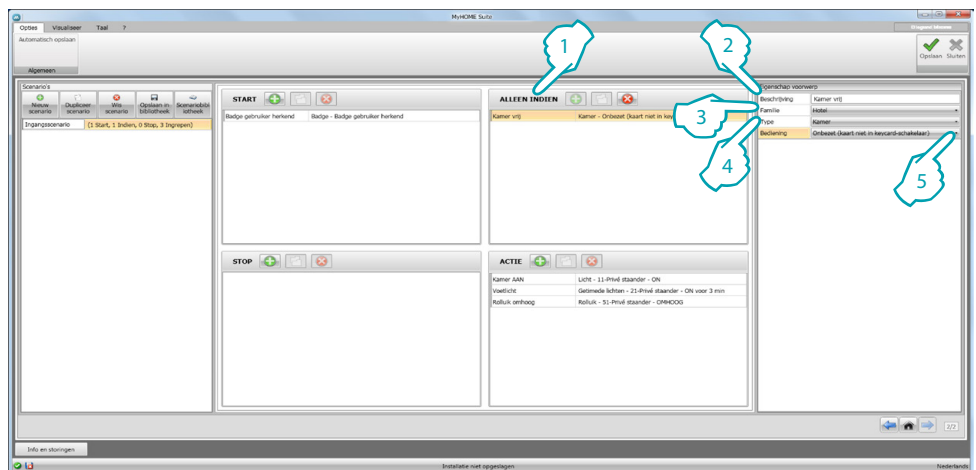 MyHOME Suite
Opties Visualiseer Taal ?
Automatisch opslaan
Algemeen
Opslaan Sluiten
1
2
3
4
5
Scenario's
Nieuw scenario
Dupliceer scenario
Wis scenario
Opslaan in bibliotheek
Scenariobibliotheek
Ingangsscenario (1 Start, 1 Indien, 0 Stop, 3 Ingrepen)
START
Badge gebruiker herkend Badge - Badge gebruiker herkend
ALLEEN INDIEN
Kamer vrij Kamer - Onbezet (kaart niet in key
STOP
ACTIE
Kamer AAN Licht - 11-Privé staander - ON
Voetlicht Getimede lichten - 21-Privé staander - ON voor 3 min
Rolluik omhoog Rolluik - 51-Privé staander - OMHOOG
Eigenschap voorwerp
Beschrijving Kamer vrij
Familie Hotel
Type Kamer
Bediening Onbezet (kaart niet in keycard-schakelaar)
2/2
Info en storingen
Installatie niet opgeslagen
Nederlands